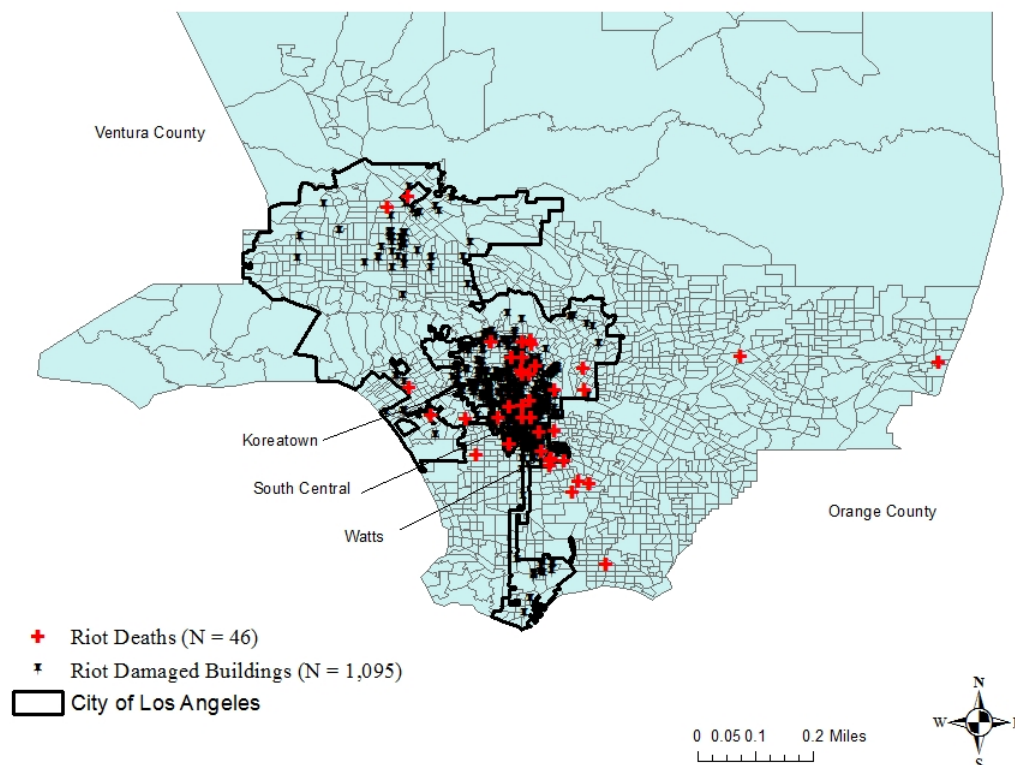 Ventura County
Koreatown
South Central
Watts
Orange County
Riot Deaths (N = 46)
Riot Damaged Buildings (N = 1,095)
City of Los Angeles
0 0.05 0.1 0.2 Miles
N
W
S